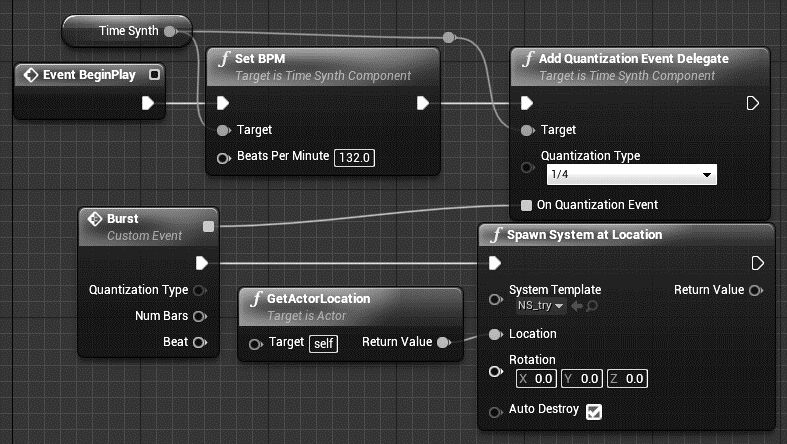 Time Synth
Event BeginPlay
Set BPM
Target is Time Synth Component
Target
Beats Per Minute 132.0
Add Quantization Event Delegate
Target is Time Synth Component
Target
Quantization Type
1/4
On Quantization Event
Burst
Custom Event
Quantization Type
Num Bars
Beat
GetActorLocation
Target is Actor
Target self Return Value
Spawn System at Location
System Template Return Value
NS_try
Location
Rotation
X 0.0 Y 0.0 Z 0.0
Auto Destroy